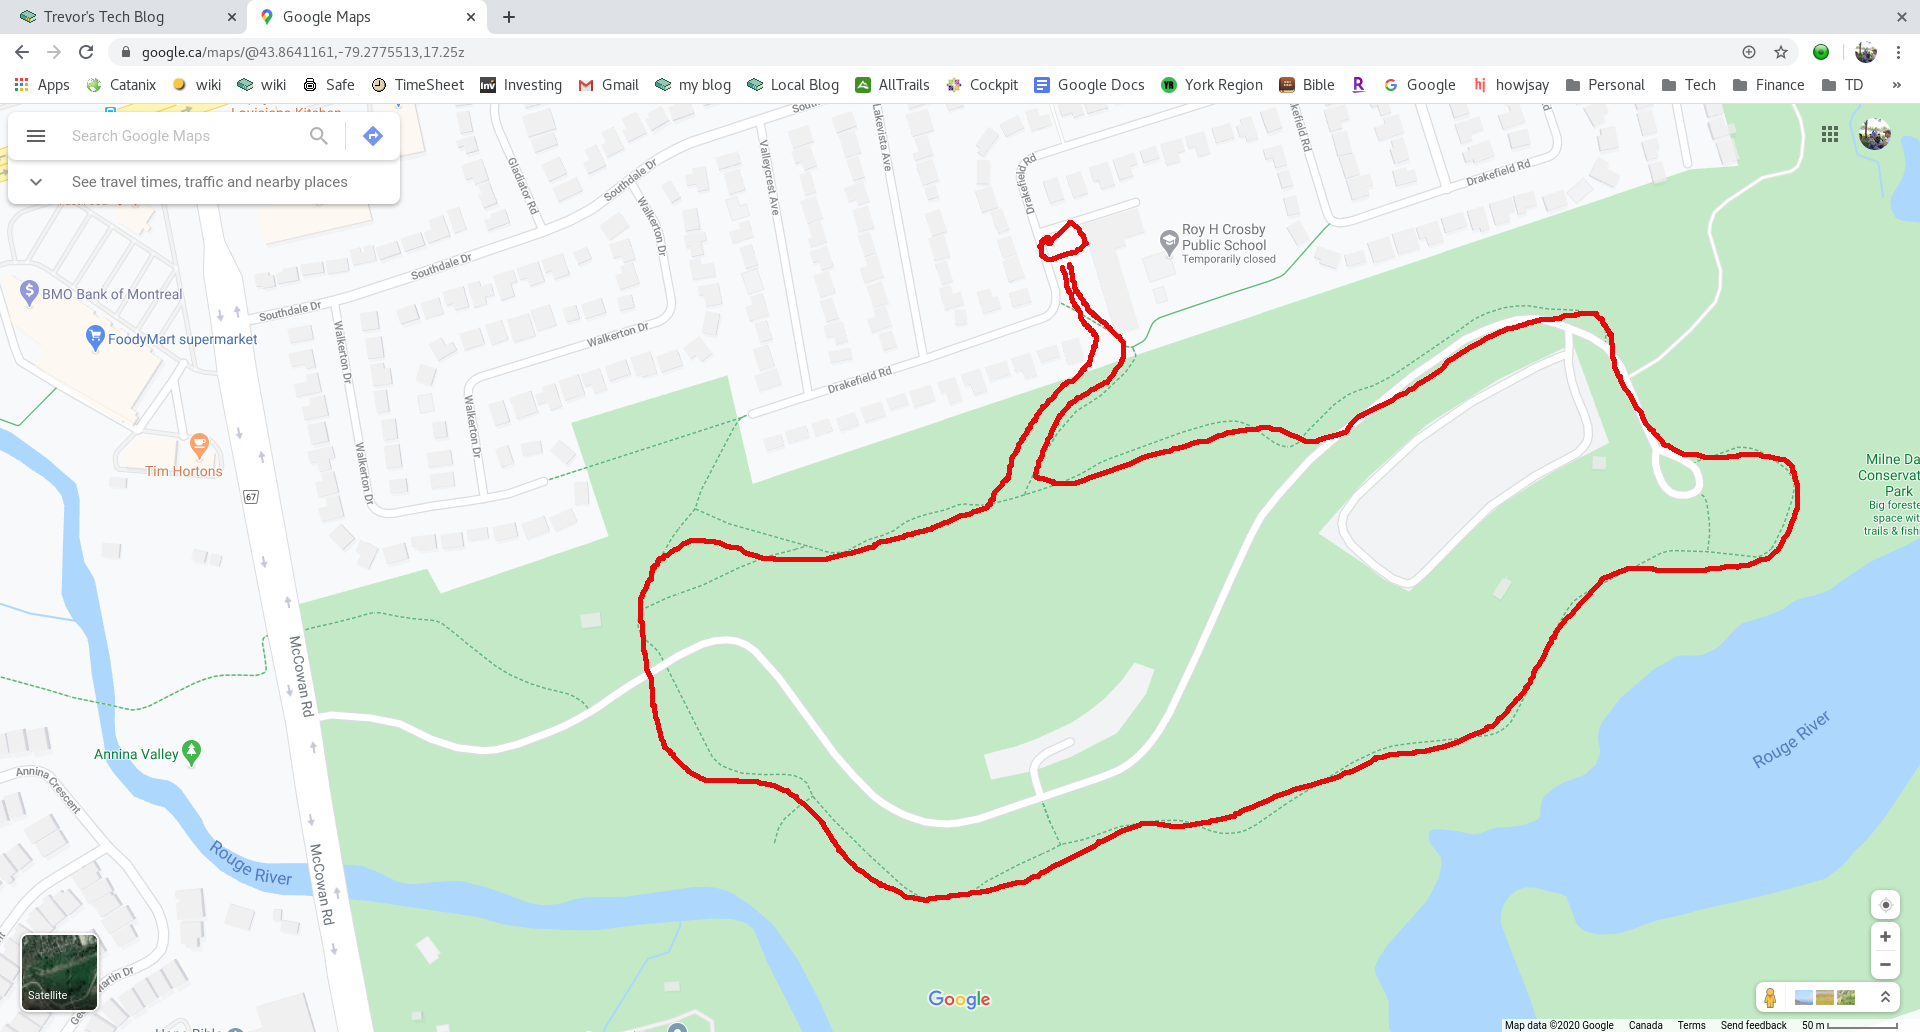 Trevor's Tech Blog
Google Maps
google.ca/maps/@43.8641161,-79.2775513,17.25z
Apps
Catanix
wiki
wiki
Safe
TimeSheet
Investing
Gmail
my blog
Local Blog
AllTrails
Cockpit
Google Docs
York Region
Bible
Google
howjsay
Personal
Tech
Finance
TD
»
Search Google Maps
See travel times, traffic and nearby places
Louisiana Kitchen
Gladiator Rd
Southdale Dr
Walkerton Dr
Valleycrest Ave
Lakevista Ave
Drakefield Rd
Drakefield Rd
Roy H Crosby
Public School
Temporarily closed
Southdale Dr
Southdale Dr
BMO Bank of Montreal
FoodyMart supermarket
Walkerton Dr
Walkerton Dr
Walkerton Dr
Walkerton Dr
Drakefield Rd
Tim Hortons
67
Milne Da
Conservat
Park
Big foreste
space wit
trails & fish
McCowan Rd
Annina Valley
Annina Crescent
Rouge River
Rouge River
McCowan Rd
Satellite
Google
Map data ©2020 Google
Canada
Terms
Send feedback
50 m